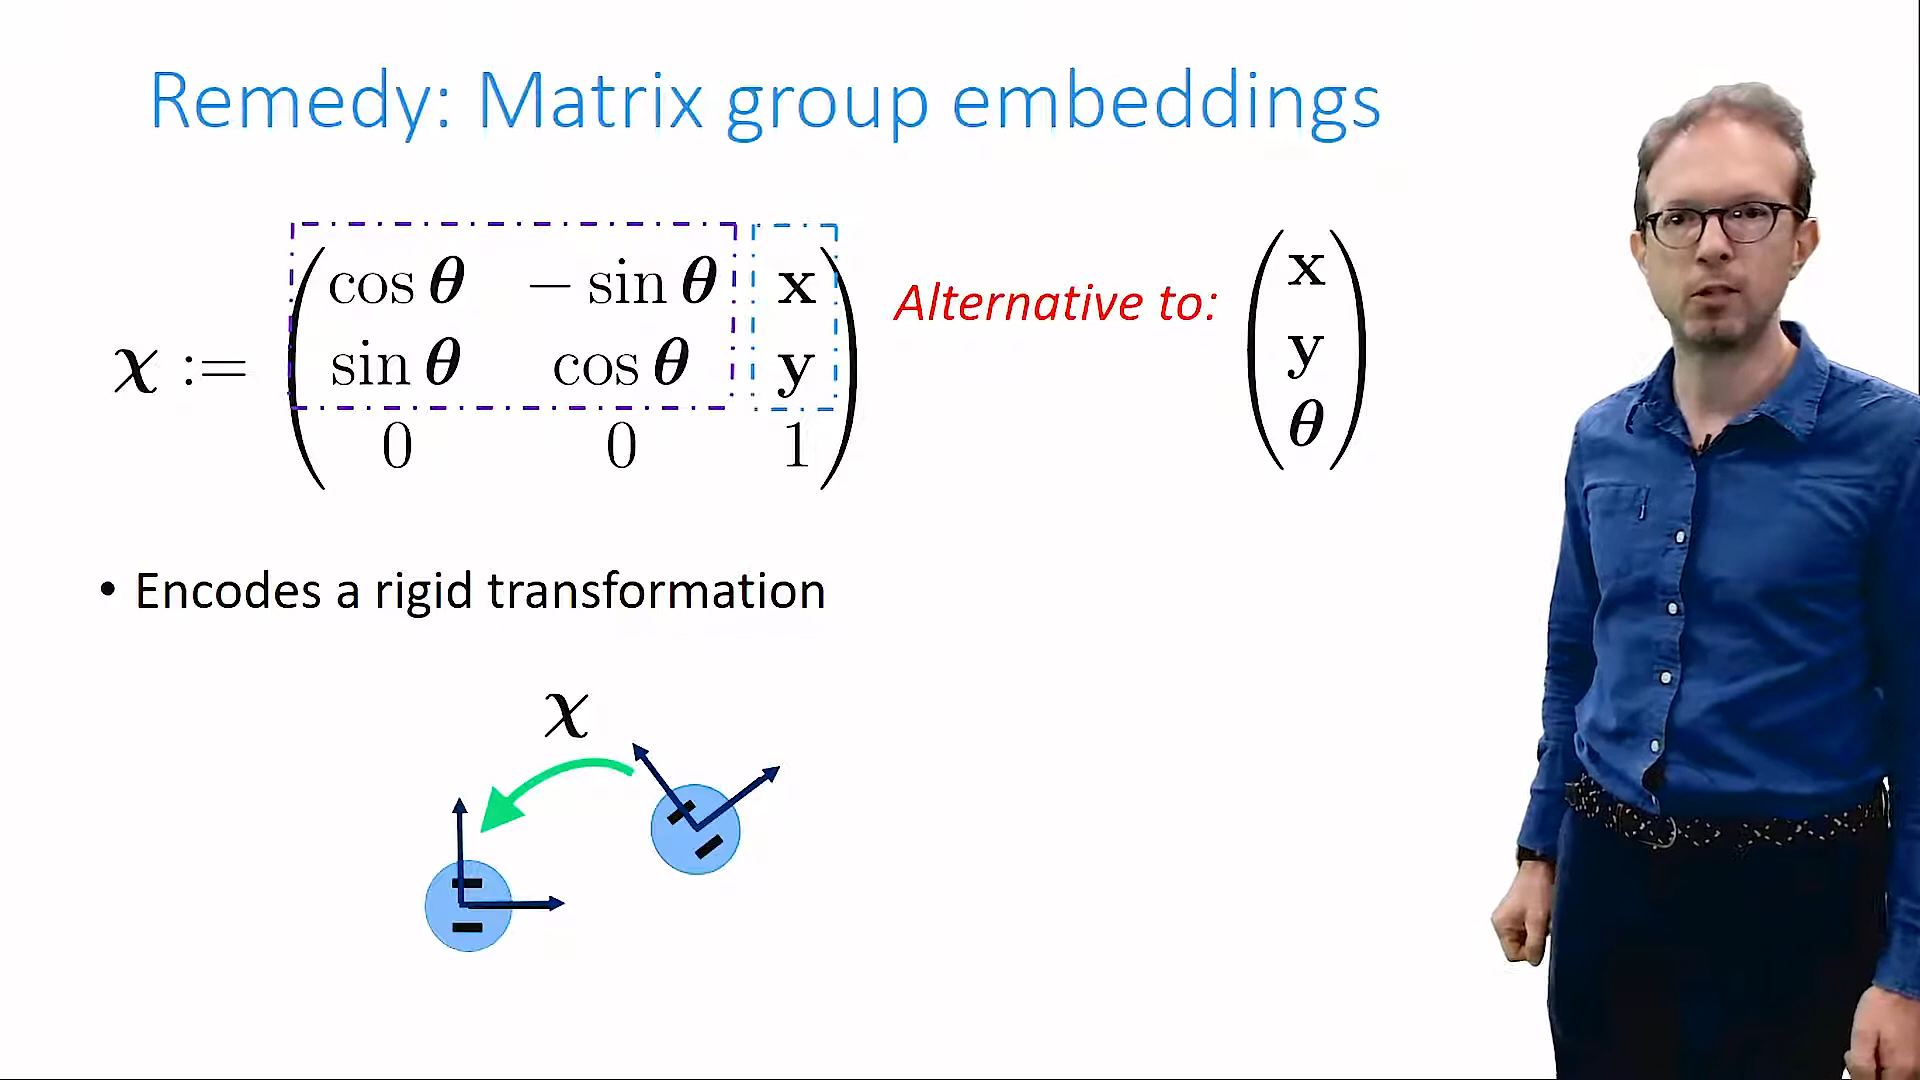 Remedy: Matrix group embeddings
χ := ( cos θ   − sin θ   x
sin θ   cos θ   y
0   0   1 )
Alternative to:
( x
y
θ )
• Encodes a rigid transformation
χ